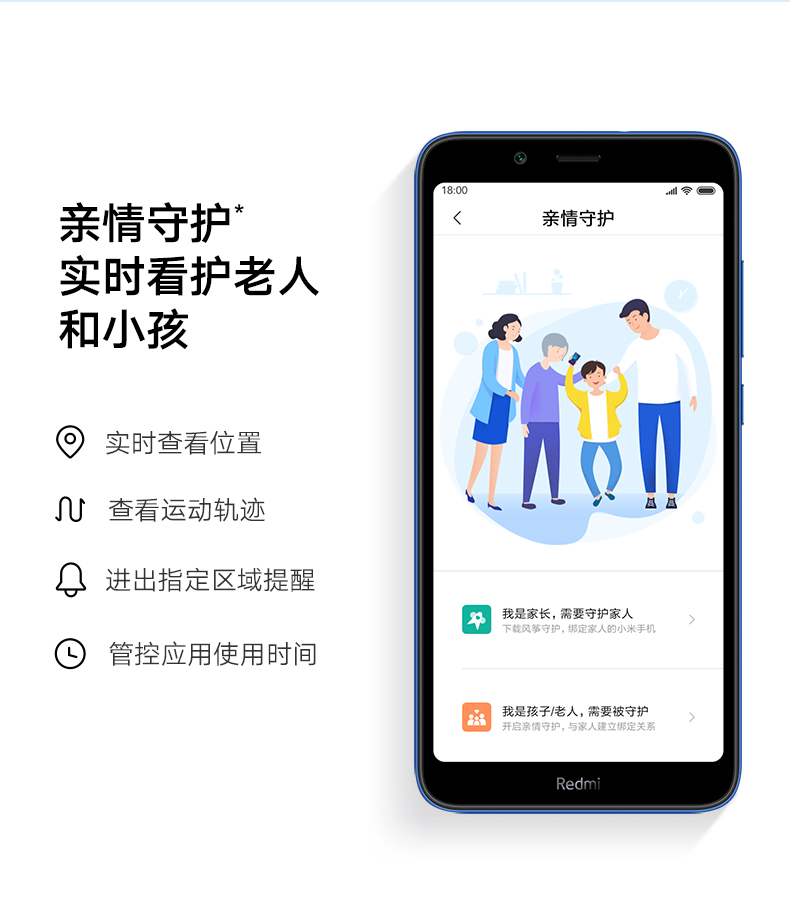 亲情守护*
实时看护老人
和小孩
实时查看位置
查看运动轨迹
进出指定区域提醒
管控应用使用时间
18:00
亲情守护
我是家长，需要守护家人
下载风筝守护，绑定家人的小米手机
我是孩子/老人，需要被守护
开启亲情守护，与家人建立绑定关系
Redmi